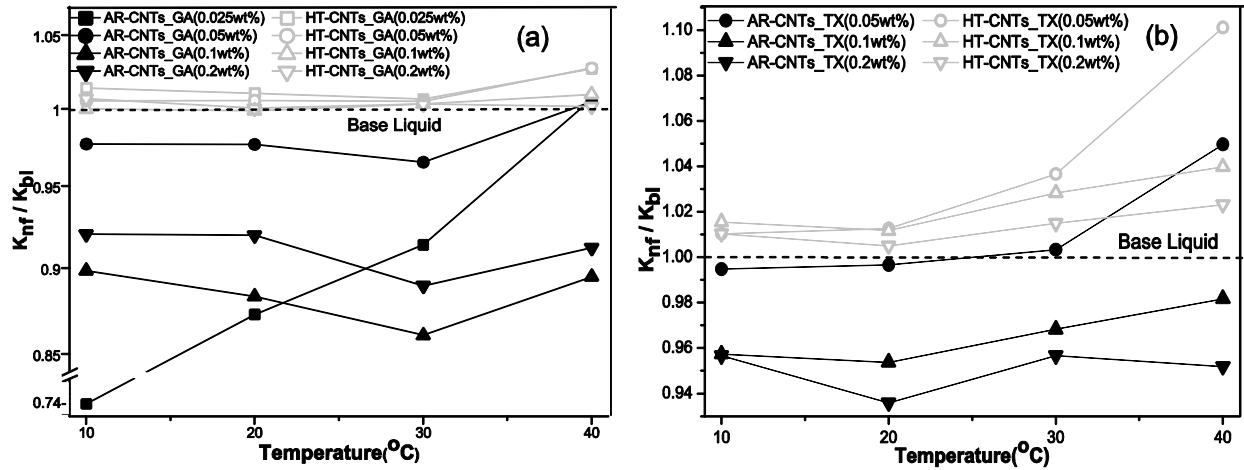 AR-CNTs_GA(0.025wt%) HT-CNTs_GA(0.025wt%)
AR-CNTs_GA(0.05wt%) HT-CNTs_GA(0.05wt%)
AR-CNTs_GA(0.1wt%) HT-CNTs_GA(0.1wt%)
AR-CNTs_GA(0.2wt%) HT-CNTs_GA(0.2wt%)
(a)
1.05
1
0.95
0.9
0.85
0.74
Knf / Kbl
Base Liquid
10 20 30 40
Temperature(°C)
AR-CNTs_TX(0.05wt%) HT-CNTs_TX(0.05wt%)
AR-CNTs_TX(0.1wt%) HT-CNTs_TX(0.1wt%)
AR-CNTs_TX(0.2wt%) HT-CNTs_TX(0.2wt%)
(b)
1.10
1.08
1.06
1.04
1.02
1.00
0.98
0.96
0.94
Knf / Kbl
Base Liquid
10 20 30 40
Temperature(°C)